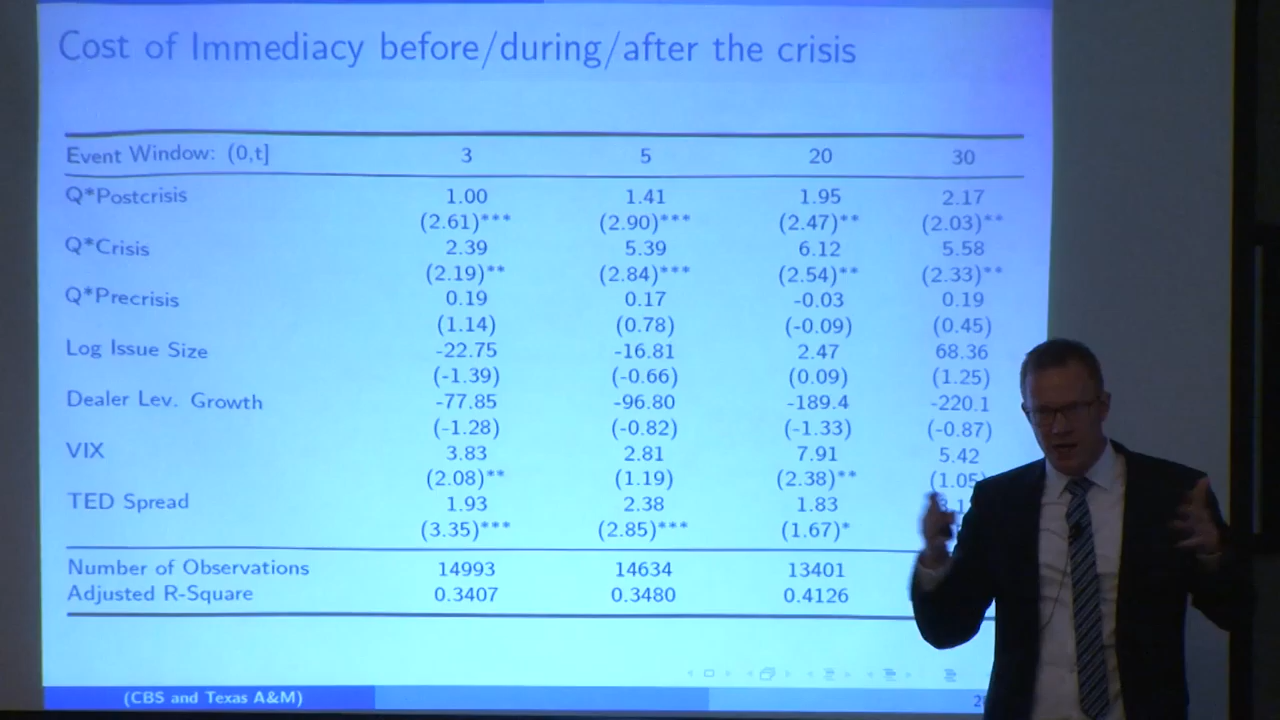 Cost of Immediacy before/during/after the crisis
Event Window: (0,t] 3 5 20 30
Q*Postcrisis 1.00 1.41 1.95 2.17
(2.61)*** (2.90)*** (2.47)** (2.03)**
Q*Crisis 2.39 5.39 6.12 5.58
(2.19)** (2.84)*** (2.54)** (2.33)**
Q*Precrisis 0.19 0.17 -0.03 0.19
(1.14) (0.78) (-0.09) (0.45)
Log Issue Size -22.75 -16.81 2.47 68.36
(-1.39) (-0.66) (0.09) (1.25)
Dealer Lev. Growth -77.85 -96.80 -189.4 -220.1
(-1.28) (-0.82) (-1.33) (-0.87)
VIX 3.83 2.81 7.91 5.42
(2.08)** (1.19) (2.38)** (1.05)
TED Spread 1.93 2.38 1.83
(3.35)*** (2.85)*** (1.67)*
Number of Observations 14993 14634 13401
Adjusted R-Square 0.3407 0.3480 0.4126
(CBS and Texas A&M)